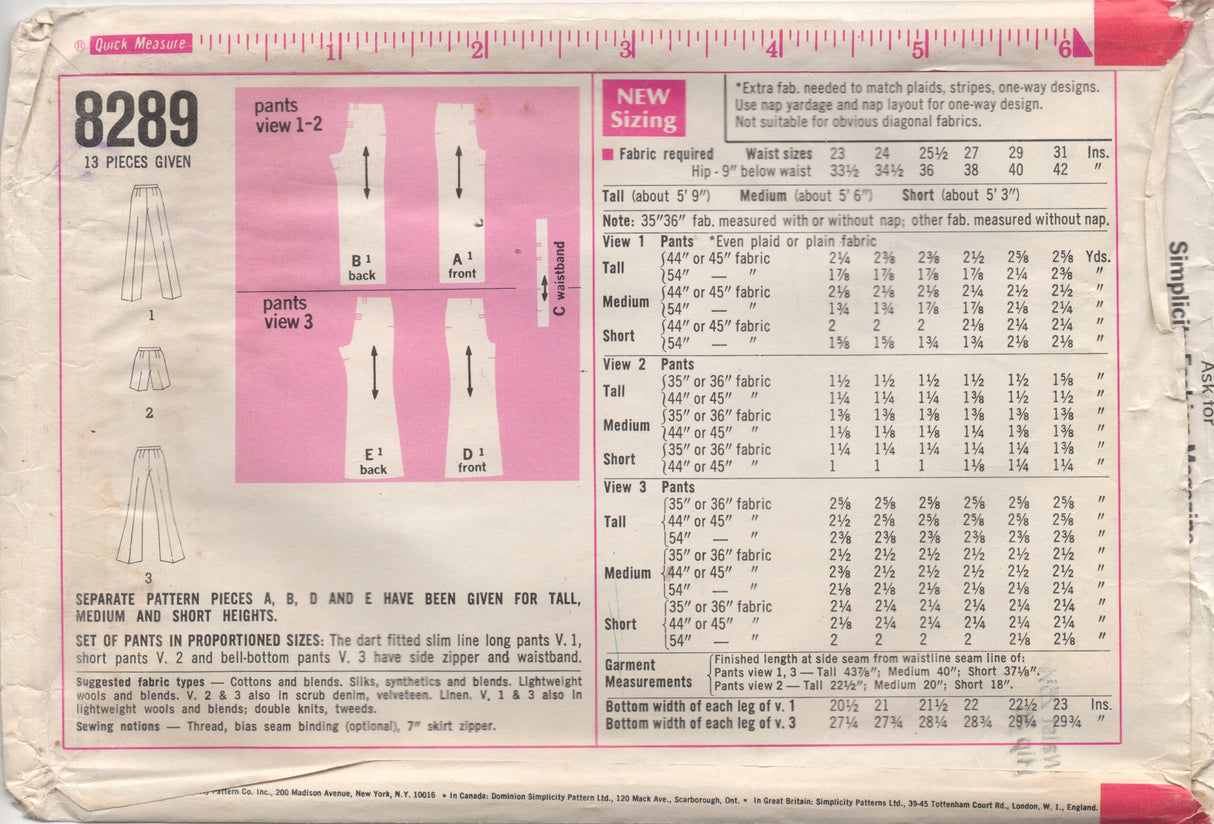 ® Quick Measure 1 2 3 4 5 6
8289
13 PIECES GIVEN
1
2
3
pants
view 1-2
B 1
back
A 1
front
C waistband
pants
view 3
E 1
back
D 1
front
SEPARATE PATTERN PIECES A, B, D AND E HAVE BEEN GIVEN FOR TALL,
MEDIUM AND SHORT HEIGHTS.
SET OF PANTS IN PROPORTIONED SIZES: The dart fitted slim line long pants V. 1,
short pants V. 2 and bell-bottom pants V. 3 have side zipper and waistband.
Suggested fabric types — Cottons and blends. Silks, synthetics and blends. Lightweight
wools and blends. V. 2 & 3 also in scrub denim, velveteen. Linen. V. 1 & 3 also in
lightweight wools and blends; double knits, tweeds.
Sewing notions — Thread, bias seam binding (optional), 7" skirt zipper.
NEW
Sizing
*Extra fab. needed to match plaids, stripes, one-way designs.
Use nap yardage and nap layout for one-way design.
Not suitable for obvious diagonal fabrics.
Fabric required Waist sizes 23 24 25½ 27 29 31 Ins.
Hip - 9" below waist 33½ 34½ 36 38 40 42 "
Tall (about 5' 9") Medium (about 5' 6") Short (about 5' 3")
Note: 35"36" fab. measured with or without nap; other fab. measured without nap.
View 1 Pants *Even plaid or plain fabric
Tall {44" or 45" fabric 2¼ 2⅜ 2⅜ 2½ 2⅝ 2⅝ Yds.
54" — " 1⅞ 1⅞ 1⅞ 1⅞ 2¼ 2⅜ "
Medium {44" or 45" fabric 2⅛ 2⅛ 2⅛ 2¼ 2½ 2½ "
54" — " 1¾ 1¾ 1⅞ 1⅞ 2⅛ 2¼ "
Short {44" or 45" fabric 2 2 2 2⅛ 2¼ 2¼ "
54" — " 1⅝ 1⅝ 1¾ 1¾ 2⅛ 2⅛ "
View 2 Pants
Tall {35" or 36" fabric 1½ 1½ 1½ 1½ 1½ 1⅝ "
44" or 45" " 1¼ 1¼ 1¼ 1⅜ 1½ 1½ "
Medium {35" or 36" fabric 1⅜ 1⅜ 1⅜ 1⅜ 1⅜ 1⅜ "
44" or 45" " 1⅛ 1⅛ 1⅛ 1¼ 1⅜ 1⅜ "
Short {35" or 36" fabric 1¼ 1¼ 1¼ 1¼ 1¼ 1⅜ "
44" or 45" " 1 1 1 1⅛ 1¼ 1¼ "
View 3 Pants
Tall {35" or 36" fabric 2⅝ 2⅝ 2⅝ 2⅝ 2⅝ 2⅝ "
44" or 45" " 2½ 2⅝ 2⅝ 2⅝ 2⅝ 2⅝ "
54" — " 2⅜ 2⅜ 2⅜ 2⅜ 2⅜ 2⅜ "
Medium {35" or 36" fabric 2½ 2½ 2½ 2½ 2½ 2½ "
44" or 45" " 2⅜ 2½ 2½ 2½ 2½ 2½ "
54" — " 2⅛ 2⅛ 2⅛ 2⅛ 2⅛ 2¼ "
Short {35" or 36" fabric 2¼ 2¼ 2¼ 2¼ 2¼ 2¼ "
44" or 45" " 2⅛ 2¼ 2¼ 2¼ 2¼ 2¼ "
54" — " 2 2 2 2 2⅛ 2⅛ "
Garment Measurements {Finished length at side seam from waistline seam line of:
Pants view 1, 3 — Tall 43⅞"; Medium 40"; Short 37⅛".
Pants view 2 — Tall 22½"; Medium 20"; Short 18".
Bottom width of each leg of v. 1 20½ 21 21½ 22 22½ 23 Ins.
Bottom width of each leg of v. 3 27¼ 27¾ 28¼ 28¾ 29¼ 29¾ "
Ask for
Pattern Co. Inc., 200 Madison Avenue, New York, N.Y. 10016 • In Canada: Dominion Simplicity Pattern Ltd., 120 Mack Ave., Scarborough, Ont. • In Great Britain: Simplicity Patterns Ltd., 39-45 Tottenham Court Rd., London, W. 1., England.